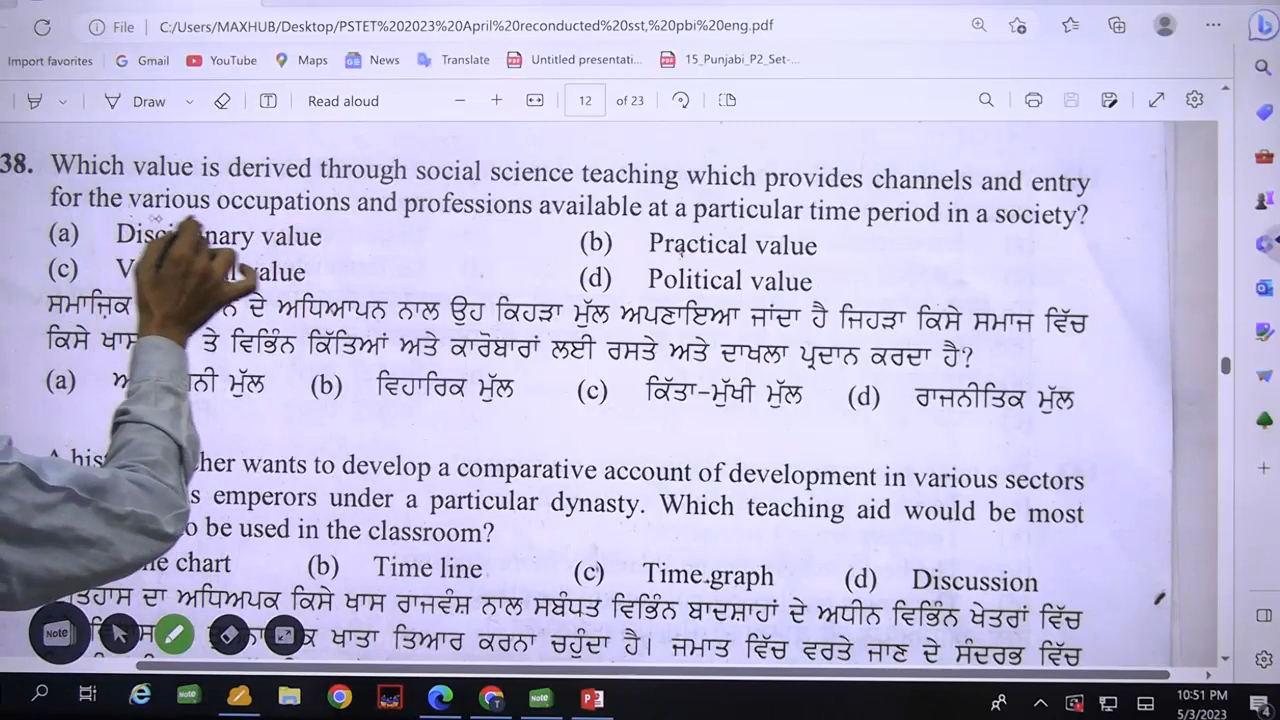 File C:/Users/MAXHUB/Desktop/PSTET%202023%20April%20reconducted%20sst,%20pbi%20eng.pdf
Import favorites Gmail YouTube Maps News Translate Untitled presentati... 15_Punjabi_P2_Set-...
Draw Read aloud 12 of 23
38. Which value is derived through social science teaching which provides channels and entry
for the various occupations and professions available at a particular time period in a society?
(a) value (b) Practical value
(c) value (d) Political value
ਸਮਾਜ਼ਿਕ ਦੇ ਅਧਿਆਪਨ ਨਾਲ ਉਹ ਕਿਹੜਾ ਮੁੱਲ ਅਪਣਾਇਆ ਜਾਂਦਾ ਹੈ ਜਿਹੜਾ ਕਿਸੇ ਸਮਾਜ ਵਿੱਚ
ਕਿਸੇ ਤੇ ਵਿਭਿੰਨ ਕਿੱਤਿਆਂ ਅਤੇ ਕਾਰੋਬਾਰਾਂ ਲਈ ਰਸਤੇ ਅਤੇ ਦਾਖਲਾ ਪ੍ਰਦਾਨ ਕਰਦਾ ਹੈ?
(a) ਮੁੱਲ (b) ਵਿਹਾਰਿਕ ਮੁੱਲ (c) ਕਿੱਤਾ-ਮੁੱਖੀ ਮੁੱਲ (d) ਰਾਜਨੀਤਿਕ ਮੁੱਲ
wants to develop a comparative account of development in various sectors
emperors under a particular dynasty. Which teaching aid would be most
be used in the classroom?
chart (b) Time line (c) Time.graph (d) Discussion
ਦਾ ਅਧਿਅਪਕ ਕਿਸੇ ਖਾਸ ਰਾਜਵੰਸ਼ ਨਾਲ ਸਬੰਧਤ ਵਿਭਿੰਨ ਬਾਦਸ਼ਾਹਾਂ ਦੇ ਅਧੀਨ ਵਿਭਿੰਨ ਖੇਤਰਾਂ ਵਿੱਚ
ਖਾਤਾ ਤਿਆਰ ਕਰਨਾ ਚਹੁੰਦਾ ਹੈ। ਜਮਾਤ ਵਿੱਚ ਵਰਤੇ ਜਾਣ ਦੇ ਸੰਦਰਭ ਵਿੱਚ
Note
Note Note
10:51 PM
5/3/2023
4